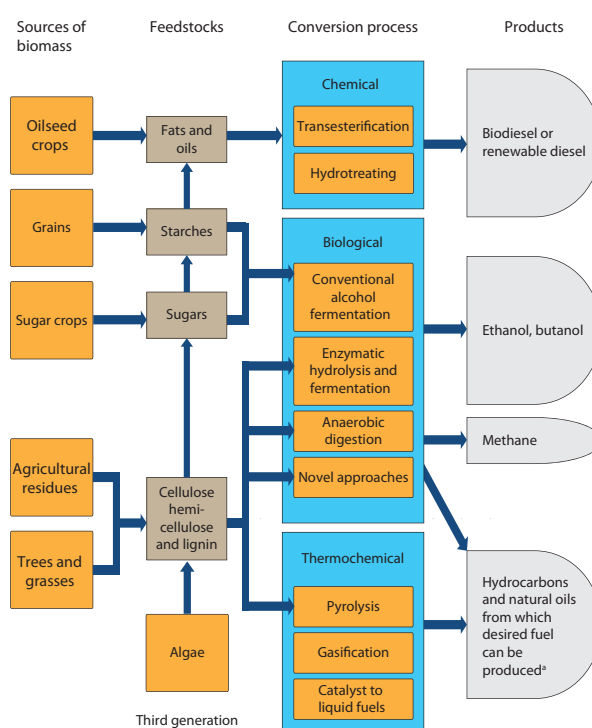 Sources of
biomass
Feedstocks
Conversion process
Products
Oilseed
crops
Grains
Sugar crops
Agricultural
residues
Trees and
grasses
Fats and
oils
Starches
Sugars
Cellulose
hemi-
cellulose
and lignin
Algae
Third generation
Chemical
Transesterification
Hydrotreating
Biological
Conventional
alcohol
fermentation
Enzymatic
hydrolysis and
fermentation
Anaerobic
digestion
Novel approaches
Thermochemical
Pyrolysis
Gasification
Catalyst to
liquid fuels
Biodiesel or
renewable diesel
Ethanol, butanol
Methane
Hydrocarbons
and natural oils
from which
desired fuel
can be
producedᵃ